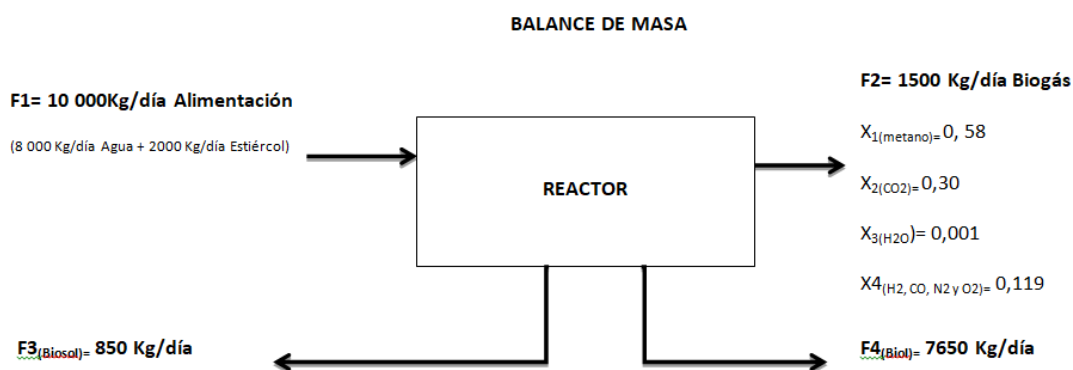 BALANCE DE MASA
F1= 10 000Kg/día Alimentación
(8 000 Kg/día Agua + 2000 Kg/día Estiércol)
REACTOR
F2= 1500 Kg/día Biogás
X1(metano)= 0, 58
X2(CO2)= 0,30
X3(H2O)= 0,001
X4(H2, CO, N2 y O2)= 0,119
F3(Biosol)= 850 Kg/día
F4(Biol)= 7650 Kg/día